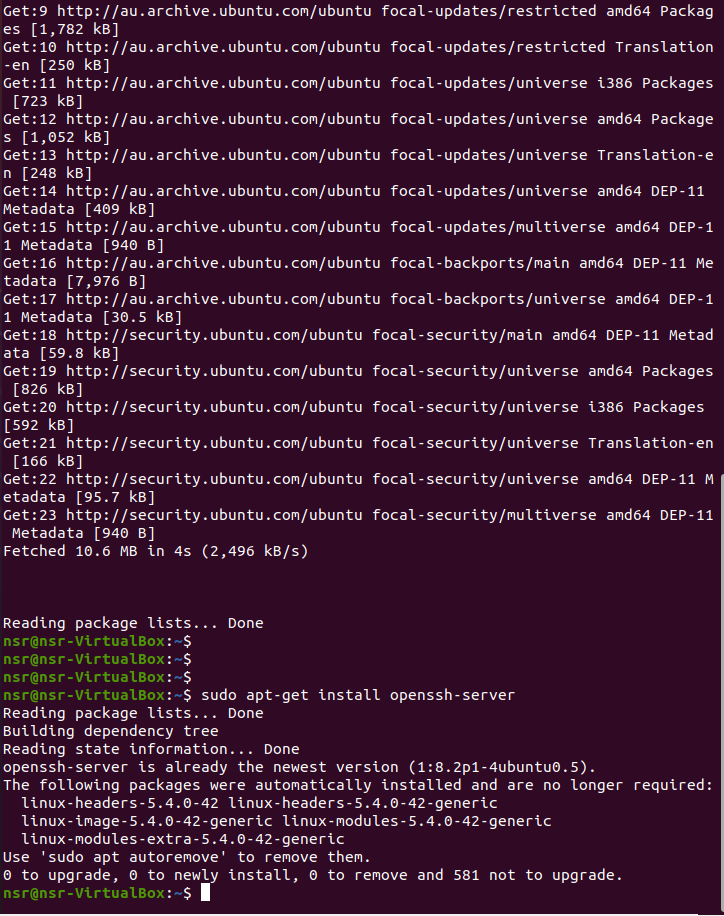 Get:9 http://au.archive.ubuntu.com/ubuntu focal-updates/restricted amd64 Packag
es [1,782 kB]
Get:10 http://au.archive.ubuntu.com/ubuntu focal-updates/restricted Translation
-en [250 kB]
Get:11 http://au.archive.ubuntu.com/ubuntu focal-updates/universe i386 Packages
 [723 kB]
Get:12 http://au.archive.ubuntu.com/ubuntu focal-updates/universe amd64 Package
s [1,052 kB]
Get:13 http://au.archive.ubuntu.com/ubuntu focal-updates/universe Translation-e
n [248 kB]
Get:14 http://au.archive.ubuntu.com/ubuntu focal-updates/universe amd64 DEP-11 
Metadata [409 kB]
Get:15 http://au.archive.ubuntu.com/ubuntu focal-updates/multiverse amd64 DEP-1
1 Metadata [940 B]
Get:16 http://au.archive.ubuntu.com/ubuntu focal-backports/main amd64 DEP-11 Me
tadata [7,976 B]
Get:17 http://au.archive.ubuntu.com/ubuntu focal-backports/universe amd64 DEP-1
1 Metadata [30.5 kB]
Get:18 http://security.ubuntu.com/ubuntu focal-security/main amd64 DEP-11 Metad
ata [59.8 kB]
Get:19 http://security.ubuntu.com/ubuntu focal-security/universe amd64 Packages
 [826 kB]
Get:20 http://security.ubuntu.com/ubuntu focal-security/universe i386 Packages 
[592 kB]
Get:21 http://security.ubuntu.com/ubuntu focal-security/universe Translation-en
 [166 kB]
Get:22 http://security.ubuntu.com/ubuntu focal-security/universe amd64 DEP-11 M
etadata [95.7 kB]
Get:23 http://security.ubuntu.com/ubuntu focal-security/multiverse amd64 DEP-11
 Metadata [940 B]
Fetched 10.6 MB in 4s (2,496 kB/s)
Reading package lists... Done
nsr@nsr-VirtualBox:~$
nsr@nsr-VirtualBox:~$
nsr@nsr-VirtualBox:~$
nsr@nsr-VirtualBox:~$ sudo apt-get install openssh-server
Reading package lists... Done
Building dependency tree
Reading state information... Done
openssh-server is already the newest version (1:8.2p1-4ubuntu0.5).
The following packages were automatically installed and are no longer required:
  linux-headers-5.4.0-42 linux-headers-5.4.0-42-generic
  linux-image-5.4.0-42-generic linux-modules-5.4.0-42-generic
  linux-modules-extra-5.4.0-42-generic
Use 'sudo apt autoremove' to remove them.
0 to upgrade, 0 to newly install, 0 to remove and 581 not to upgrade.
nsr@nsr-VirtualBox:~$